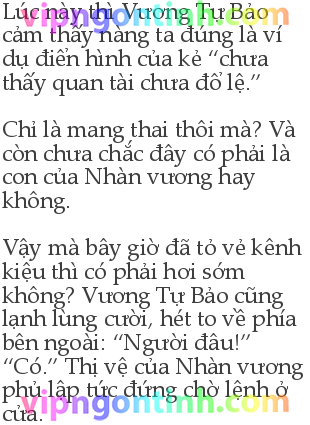 Lúc này thì Vương Tự Bảo
vipngontinh.com
cảm thấy nàng ta đúng là ví
dụ điển hình của kẻ “chưa
thấy quan tài chưa đổ lệ.”
Chỉ là mang thai thôi mà? Và
còn chưa chắc đây có phải là
con của Nhàn vương hay
không.
Vậy mà bây giờ đã tỏ vẻ kênh
kiệu thì có phải hơi sớm
không? Vương Tự Bảo cũng
lạnh lùng cười, hét to về phía
bên ngoài: “Người đâu!”
“Có.” Thị vệ của Nhàn vương
phủ lập tức đứng chờ lệnh ở
vipngontinh.com
cửa.